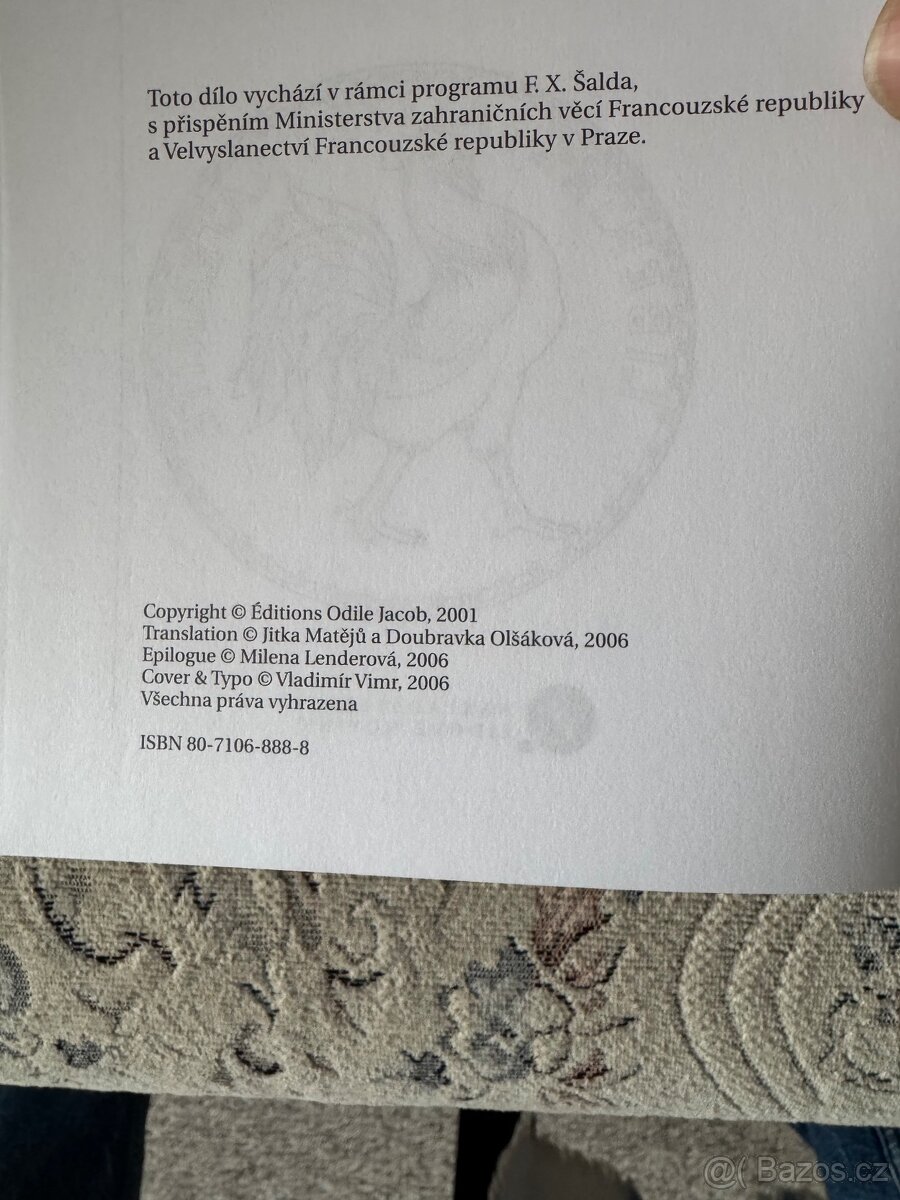 Toto dílo vychází v rámci programu F. X. Šalda,
s přispěním Ministerstva zahraničních věcí Francouzské republiky
a Velvyslanectví Francouzské republiky v Praze.
Copyright © Éditions Odile Jacob, 2001
Translation © Jitka Matějů a Doubravka Olšáková, 2006
Epilogue © Milena Lenderová, 2006
Cover & Typo © Vladimír Vimr, 2006
Všechna práva vyhrazena
ISBN 80-7106-888-8
@( Bazos.cz